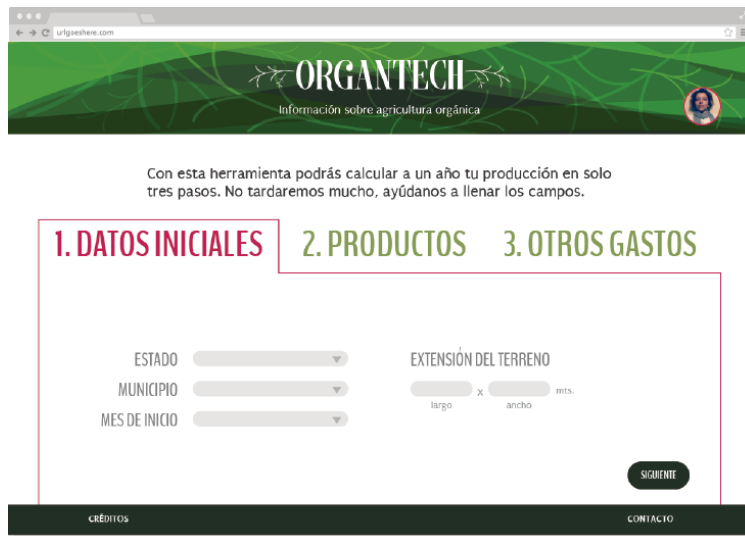 urlgoeshere.com
ORGANTECH
Información sobre agricultura orgánica
Con esta herramienta podrás calcular a un año tu producción en solo
tres pasos. No tardaremos mucho, ayúdanos a llenar los campos.
1. DATOS INICIALES 2. PRODUCTOS 3. OTROS GASTOS
ESTADO EXTENSIÓN DEL TERRENO
MUNICIPIO x mts.
largo ancho
MES DE INICIO
SIGUIENTE
CRÉDITOS CONTACTO